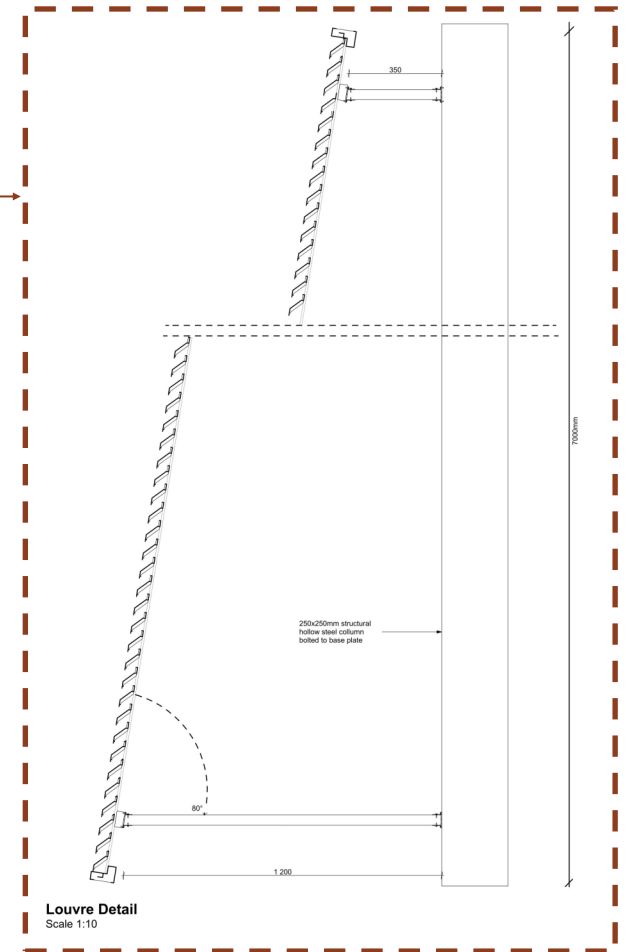 350
7000mm
250x250mm structural
hollow steel collumn
bolted to base plate
80°
1 200
Louvre Detail
Scale 1:10